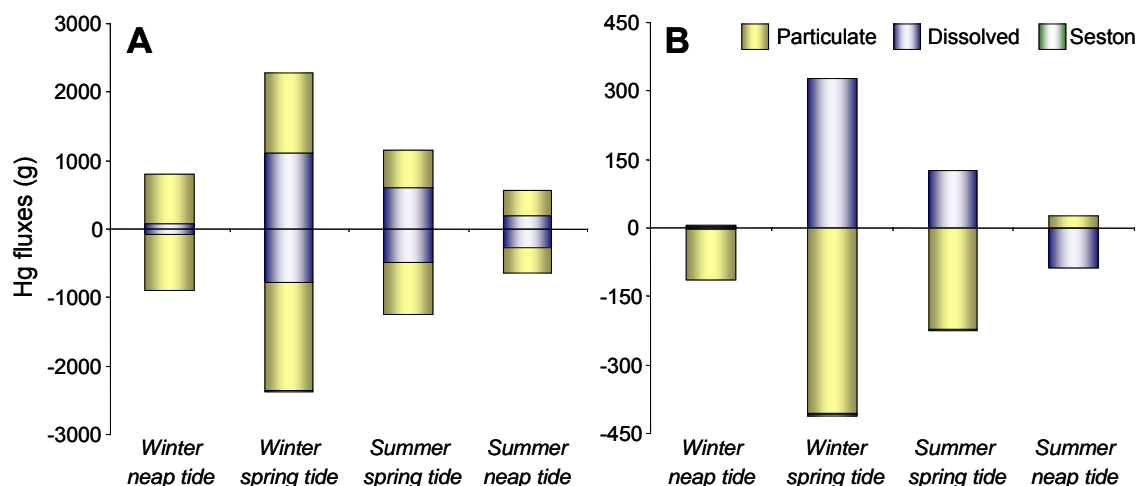 A
Hg fluxes (g)
3000
2000
1000
0
-1000
-2000
-3000
Winter
neap tide
Winter
spring tide
Summer
spring tide
Summer
neap tide
B
Particulate
Dissolved
Seston
450
300
150
0
-150
-300
-450
Winter
neap tide
Winter
spring tide
Summer
spring tide
Summer
neap tide